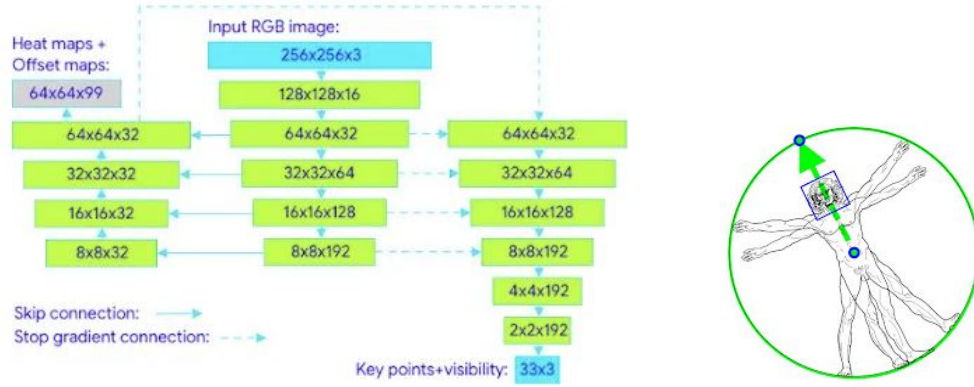 Heat maps +
Offset maps:
Input RGB image:
256x256x3
64x64x99
128x128x16
64x64x32
64x64x32
64x64x32
32x32x32
32x32x64
32x32x64
16x16x32
16x16x128
16x16x128
8x8x32
8x8x192
8x8x192
4x4x192
2x2x192
Skip connection:
Stop gradient connection:
Key points+visibility:
33x3